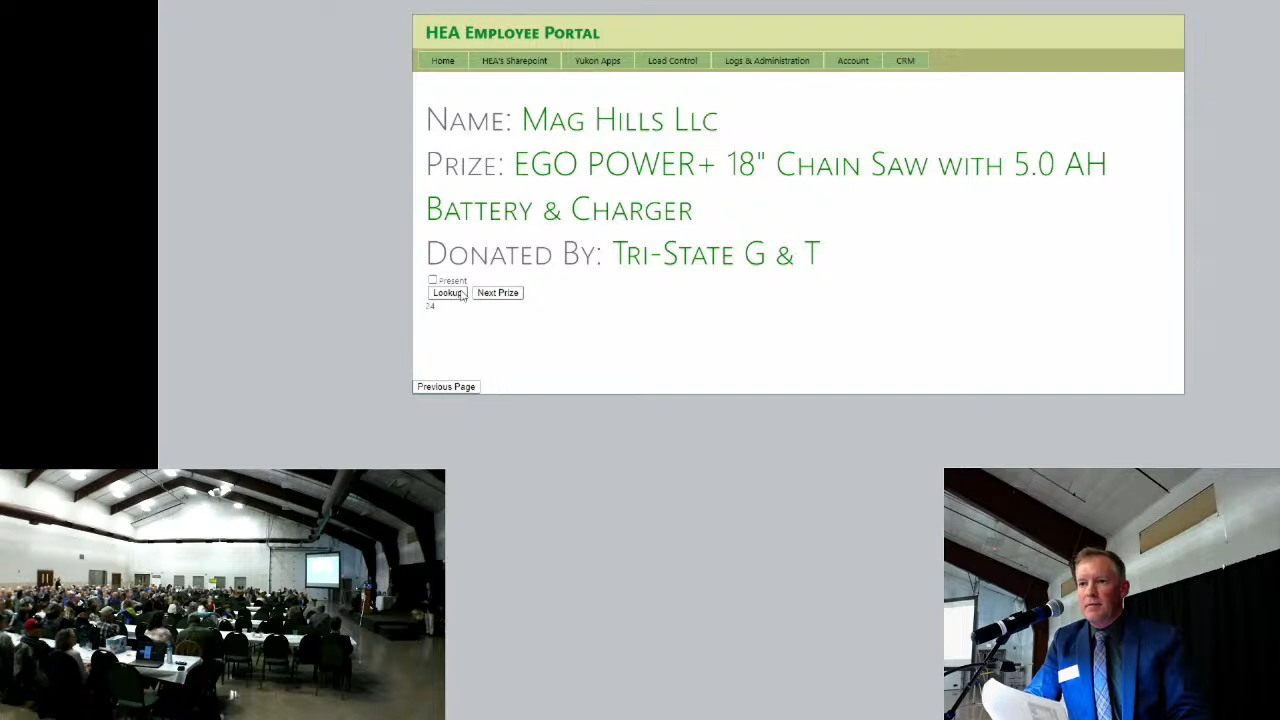 HEA Employee Portal
Home HEA's Sharepoint Yukon Apps Load Control Logs & Administration Account CRM
Name: Mag Hills Llc
Prize: EGO POWER+ 18" Chain Saw with 5.0 AH
Battery & Charger
Donated By: Tri-State G & T
Present
Lookup Next Prize
24
Previous Page